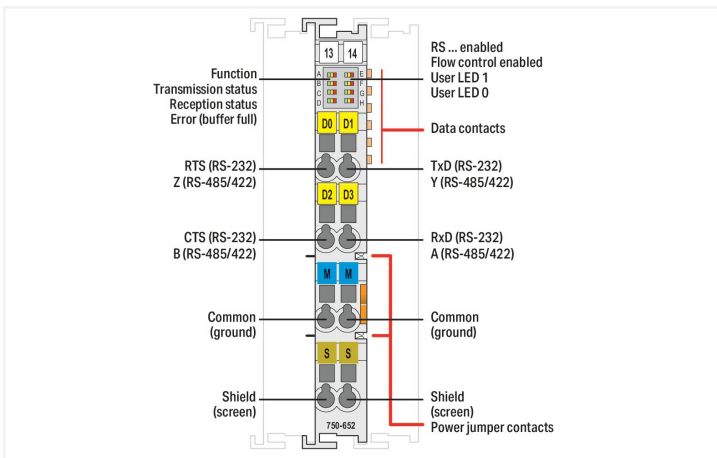 13 14
RS ... enabled
Flow control enabled
User LED 1
User LED 0
Function
Transmission status
Reception status
Error (buffer full)
A E
B F
C G
D H
D0 D1
Data contacts
RTS (RS-232)
Z (RS-485/422)
TxD (RS-232)
Y (RS-485/422)
D2 D3
CTS (RS-232)
B (RS-485/422)
RxD (RS-232)
A (RS-485/422)
M M
Common
(ground)
Common
(ground)
S S
Shield
(screen)
Shield
(screen)
Power jumper contacts
750-652